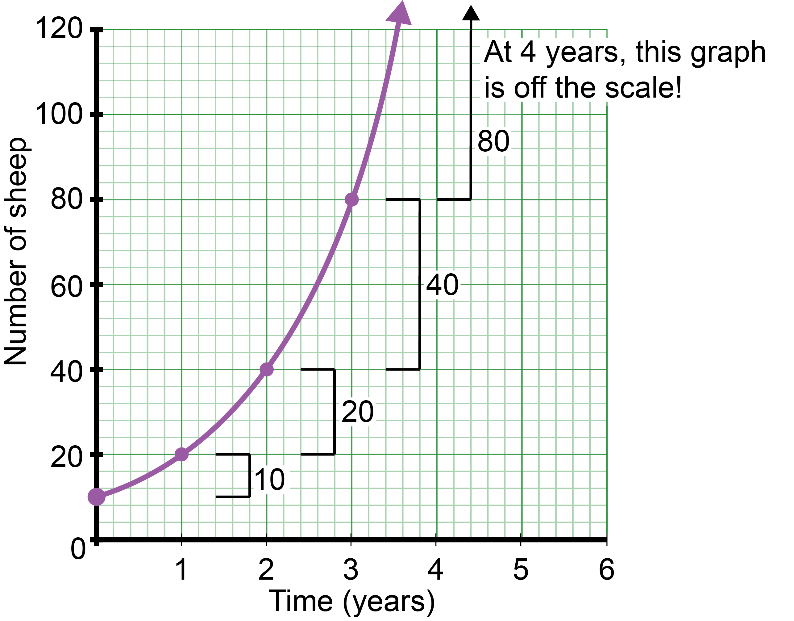 120
At 4 years, this graph
is off the scale!
100
80
80
Number of sheep
60
40
40
20
20
10
0
1 2 3 4 5 6
Time (years)